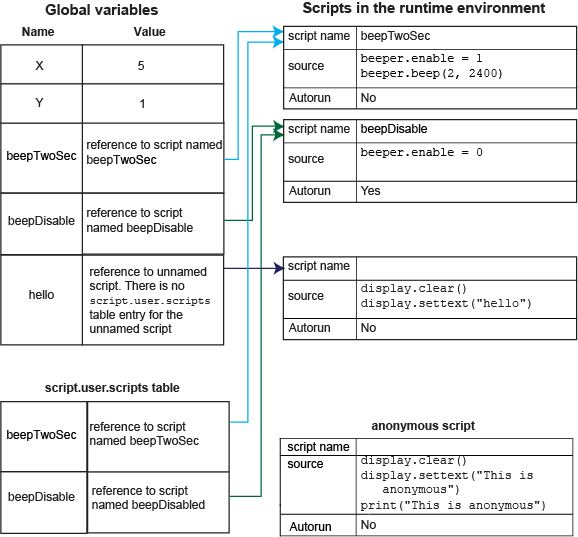 Global variables
Name Value
X 5
Y 1
beepTwoSec reference to script named
beepTwoSec
beepDisable reference to script
named beepDisable
hello reference to unnamed
script. There is no
script.user.scripts
table entry for the
unnamed script
script.user.scripts table
beepTwoSec reference to script
named beepTwoSec
beepDisable reference to script
named beepDisabled
Scripts in the runtime environment
script name beepTwoSec
source beeper.enable = 1
beeper.beep(2, 2400)
Autorun No
script name beepDisable
source beeper.enable = 0
Autorun Yes
script name
source display.clear()
display.settext("hello")
Autorun No
anonymous script
script name
source display.clear()
display.settext("This is
anonymous")
print("This is anonymous")
Autorun No